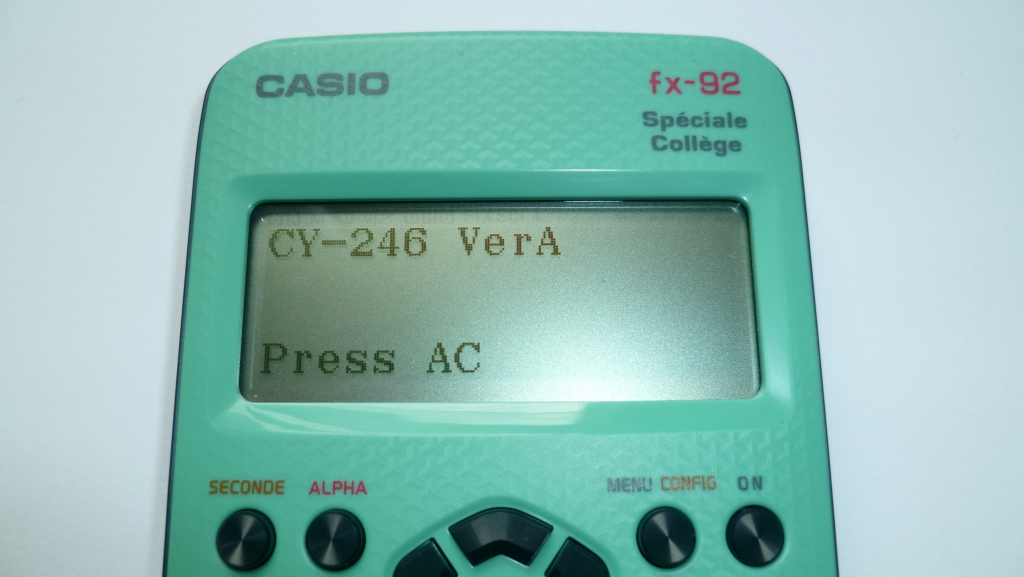 CASIO
fx-92
Spéciale
Collège
CY-246 VerA
Press AC
SECONDE ALPHA MENU CONFIG ON